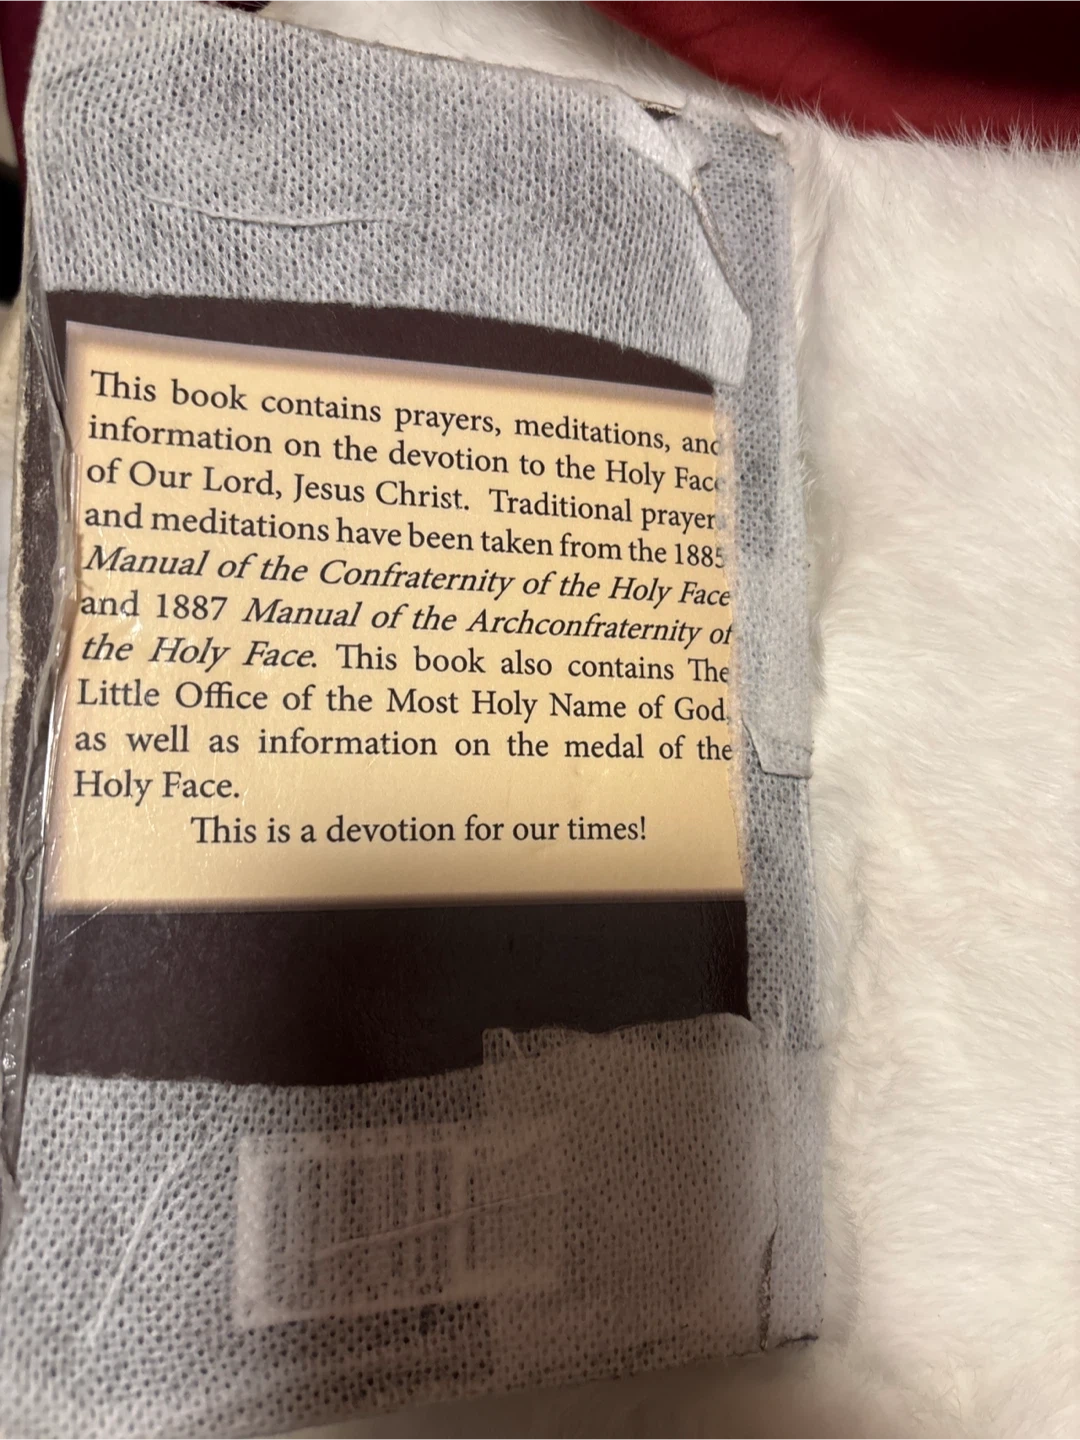 This book contains prayers, meditations, and
information on the devotion to the Holy Face
of Our Lord, Jesus Christ. Traditional prayers
and meditations have been taken from the 1885
Manual of the Confraternity of the Holy Face
and 1887 Manual of the Archconfraternity of
the Holy Face. This book also contains The
Little Office of the Most Holy Name of God,
as well as information on the medal of the
Holy Face.
This is a devotion for our times!